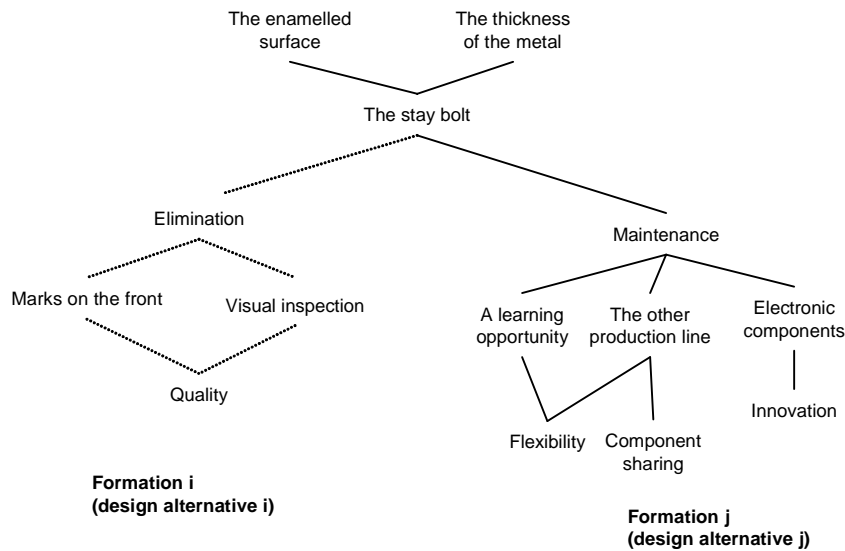 The enamelled
surface
The thickness
of the metal
The stay bolt
Elimination
Maintenance
Marks on the front
Visual inspection
A learning
opportunity
The other
production line
Electronic
components
Quality
Innovation
Flexibility
Component
sharing
Formation i
(design alternative i)
Formation j
(design alternative j)